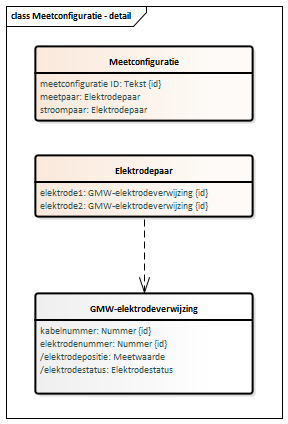 class Meetconfiguratie - detail
Meetconfiguratie
meetconfiguratie ID: Tekst {id}
meetpaar: Elektrodepaar
stroompaar: Elektrodepaar
Elektrodepaar
elektrode1: GMW-elektrodeverwijzing {id}
elektrode2: GMW-elektrodeverwijzing {id}
GMW-elektrodeverwijzing
kabelnummer: Nummer {id}
elektrodenummer: Nummer {id}
/elektrodepositie: Meetwaarde
/elektrodestatus: Elektrodestatus